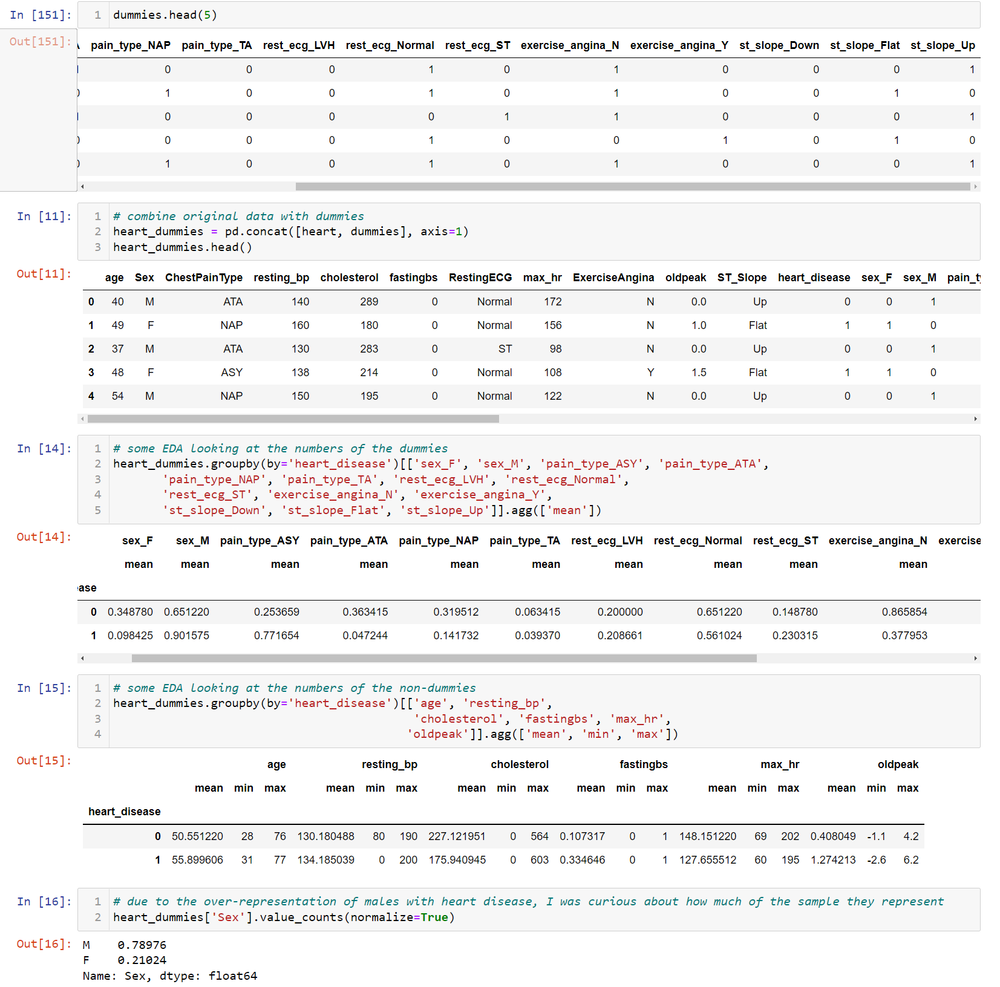 In [151]: 1 dummies.head(5)
Out[151]: pain_type_NAP pain_type_TA rest_ecg_LVH rest_ecg_Normal rest_ecg_ST exercise_angina_N exercise_angina_Y st_slope_Down st_slope_Flat st_slope_Up
0 0 0 1 0 1 0 0 0 1
1 0 0 1 0 1 0 0 1 0
0 0 0 0 1 1 0 0 0 1
0 0 0 1 0 0 1 0 1 0
1 0 0 1 0 1 0 0 0 1
In [11]: 1 # combine original data with dummies
2 heart_dummies = pd.concat([heart, dummies], axis=1)
3 heart_dummies.head()
Out[11]: age Sex ChestPainType resting_bp cholesterol fastingbs RestingECG max_hr ExerciseAngina oldpeak ST_Slope heart_disease sex_F sex_M pain_ty
0 40 M ATA 140 289 0 Normal 172 N 0.0 Up 0 0 1
1 49 F NAP 160 180 0 Normal 156 N 1.0 Flat 1 1 0
2 37 M ATA 130 283 0 ST 98 N 0.0 Up 0 0 1
3 48 F ASY 138 214 0 Normal 108 Y 1.5 Flat 1 1 0
4 54 M NAP 150 195 0 Normal 122 N 0.0 Up 0 0 1
In [14]: 1 # some EDA looking at the numbers of the dummies
2 heart_dummies.groupby(by='heart_disease')[['sex_F', 'sex_M', 'pain_type_ASY', 'pain_type_ATA',
3 'pain_type_NAP', 'pain_type_TA', 'rest_ecg_LVH', 'rest_ecg_Normal',
4 'rest_ecg_ST', 'exercise_angina_N', 'exercise_angina_Y',
5 'st_slope_Down', 'st_slope_Flat', 'st_slope_Up']].agg(['mean'])
Out[14]: sex_F sex_M pain_type_ASY pain_type_ATA pain_type_NAP pain_type_TA rest_ecg_LVH rest_ecg_Normal rest_ecg_ST exercise_angina_N exercise
mean mean mean mean mean mean mean mean mean mean
ease
0 0.348780 0.651220 0.253659 0.363415 0.319512 0.063415 0.200000 0.651220 0.148780 0.865854
1 0.098425 0.901575 0.771654 0.047244 0.141732 0.039370 0.208661 0.561024 0.230315 0.377953
In [15]: 1 # some EDA looking at the numbers of the non-dummies
2 heart_dummies.groupby(by='heart_disease')[['age', 'resting_bp',
3 'cholesterol', 'fastingbs', 'max_hr',
4 'oldpeak']].agg(['mean', 'min', 'max'])
Out[15]: age resting_bp cholesterol fastingbs max_hr oldpeak
mean min max mean min max mean min max mean min max mean min max mean min max
heart_disease
0 50.551220 28 76 130.180488 80 190 227.121951 0 564 0.107317 0 1 148.151220 69 202 0.408049 -1.1 4.2
1 55.899606 31 77 134.185039 0 200 175.940945 0 603 0.334646 0 1 127.655512 60 195 1.274213 -2.6 6.2
In [16]: 1 # due to the over-representation of males with heart disease, I was curious about how much of the sample they represent
2 heart_dummies['Sex'].value_counts(normalize=True)
Out[16]: M 0.78976
F 0.21024
Name: Sex, dtype: float64